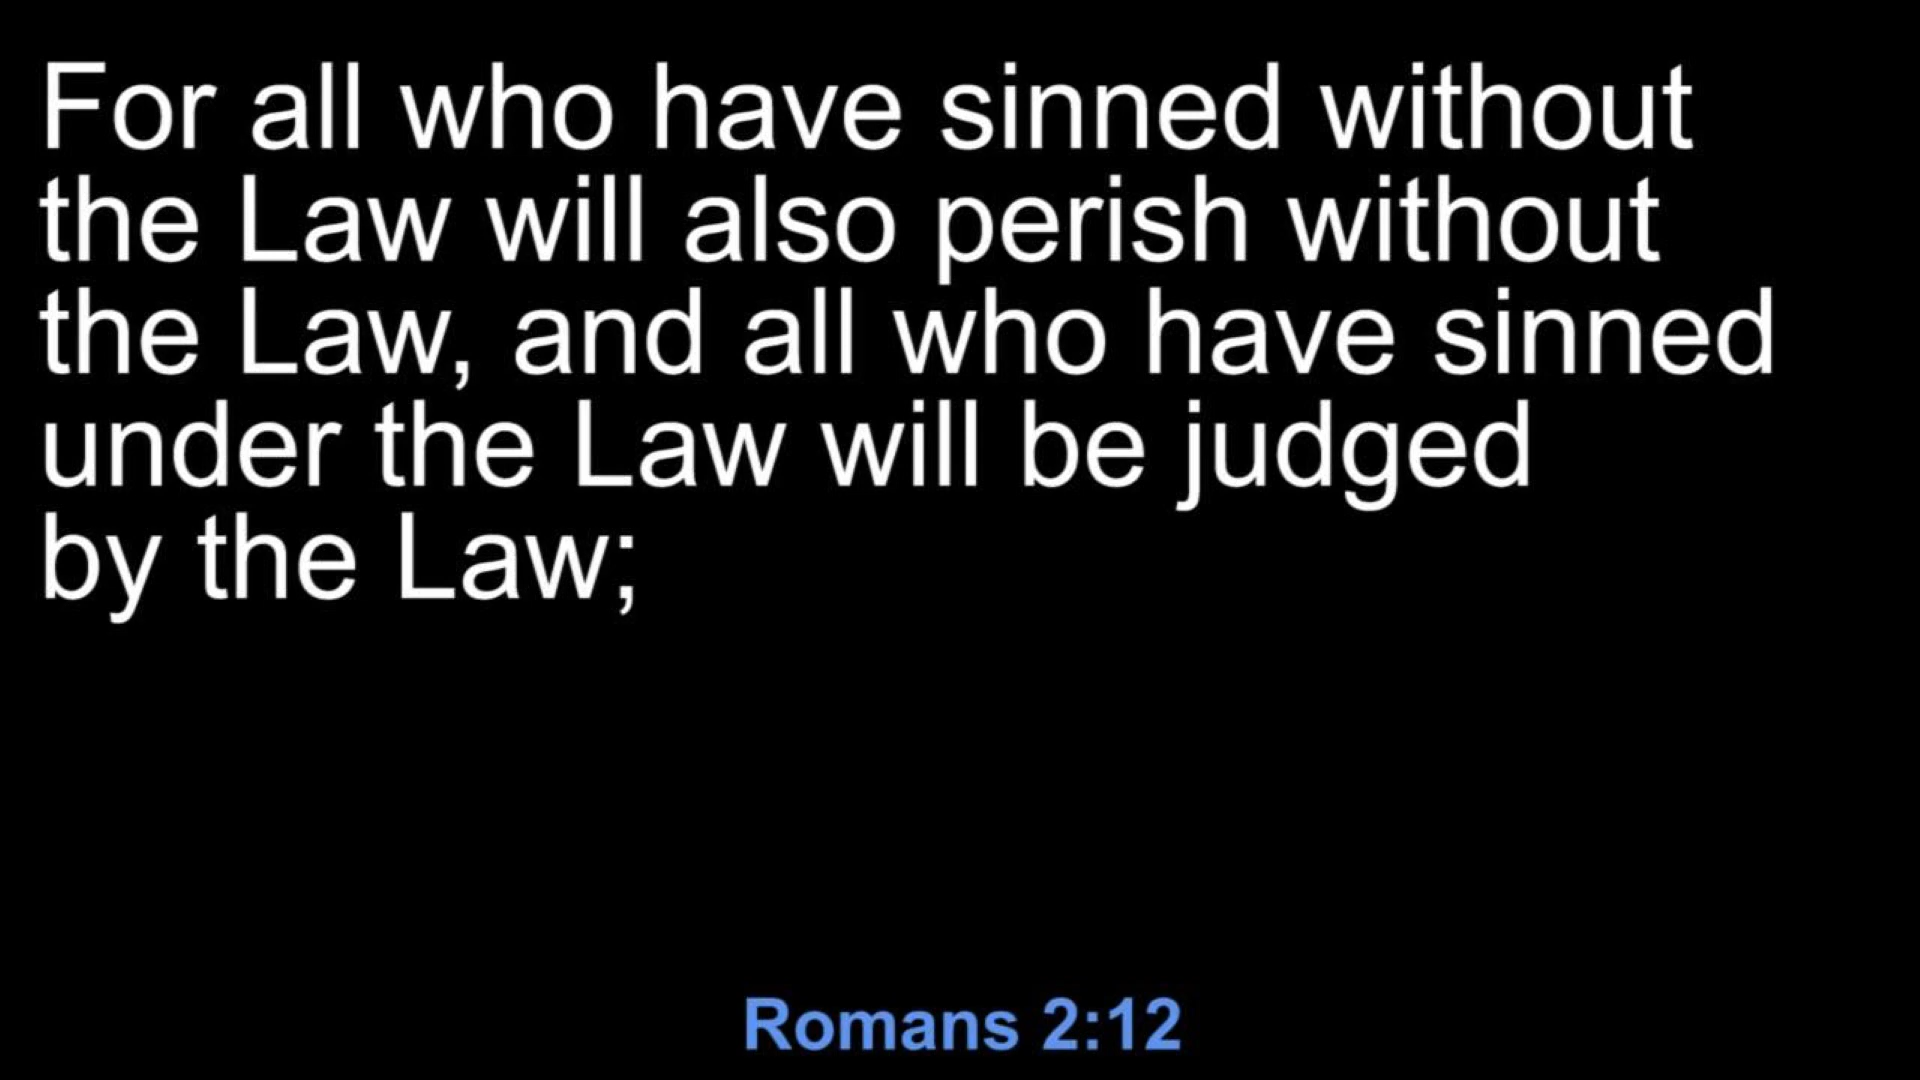 For all who have sinned without
the Law will also perish without
the Law, and all who have sinned
under the Law will be judged
by the Law;
Romans 2:12